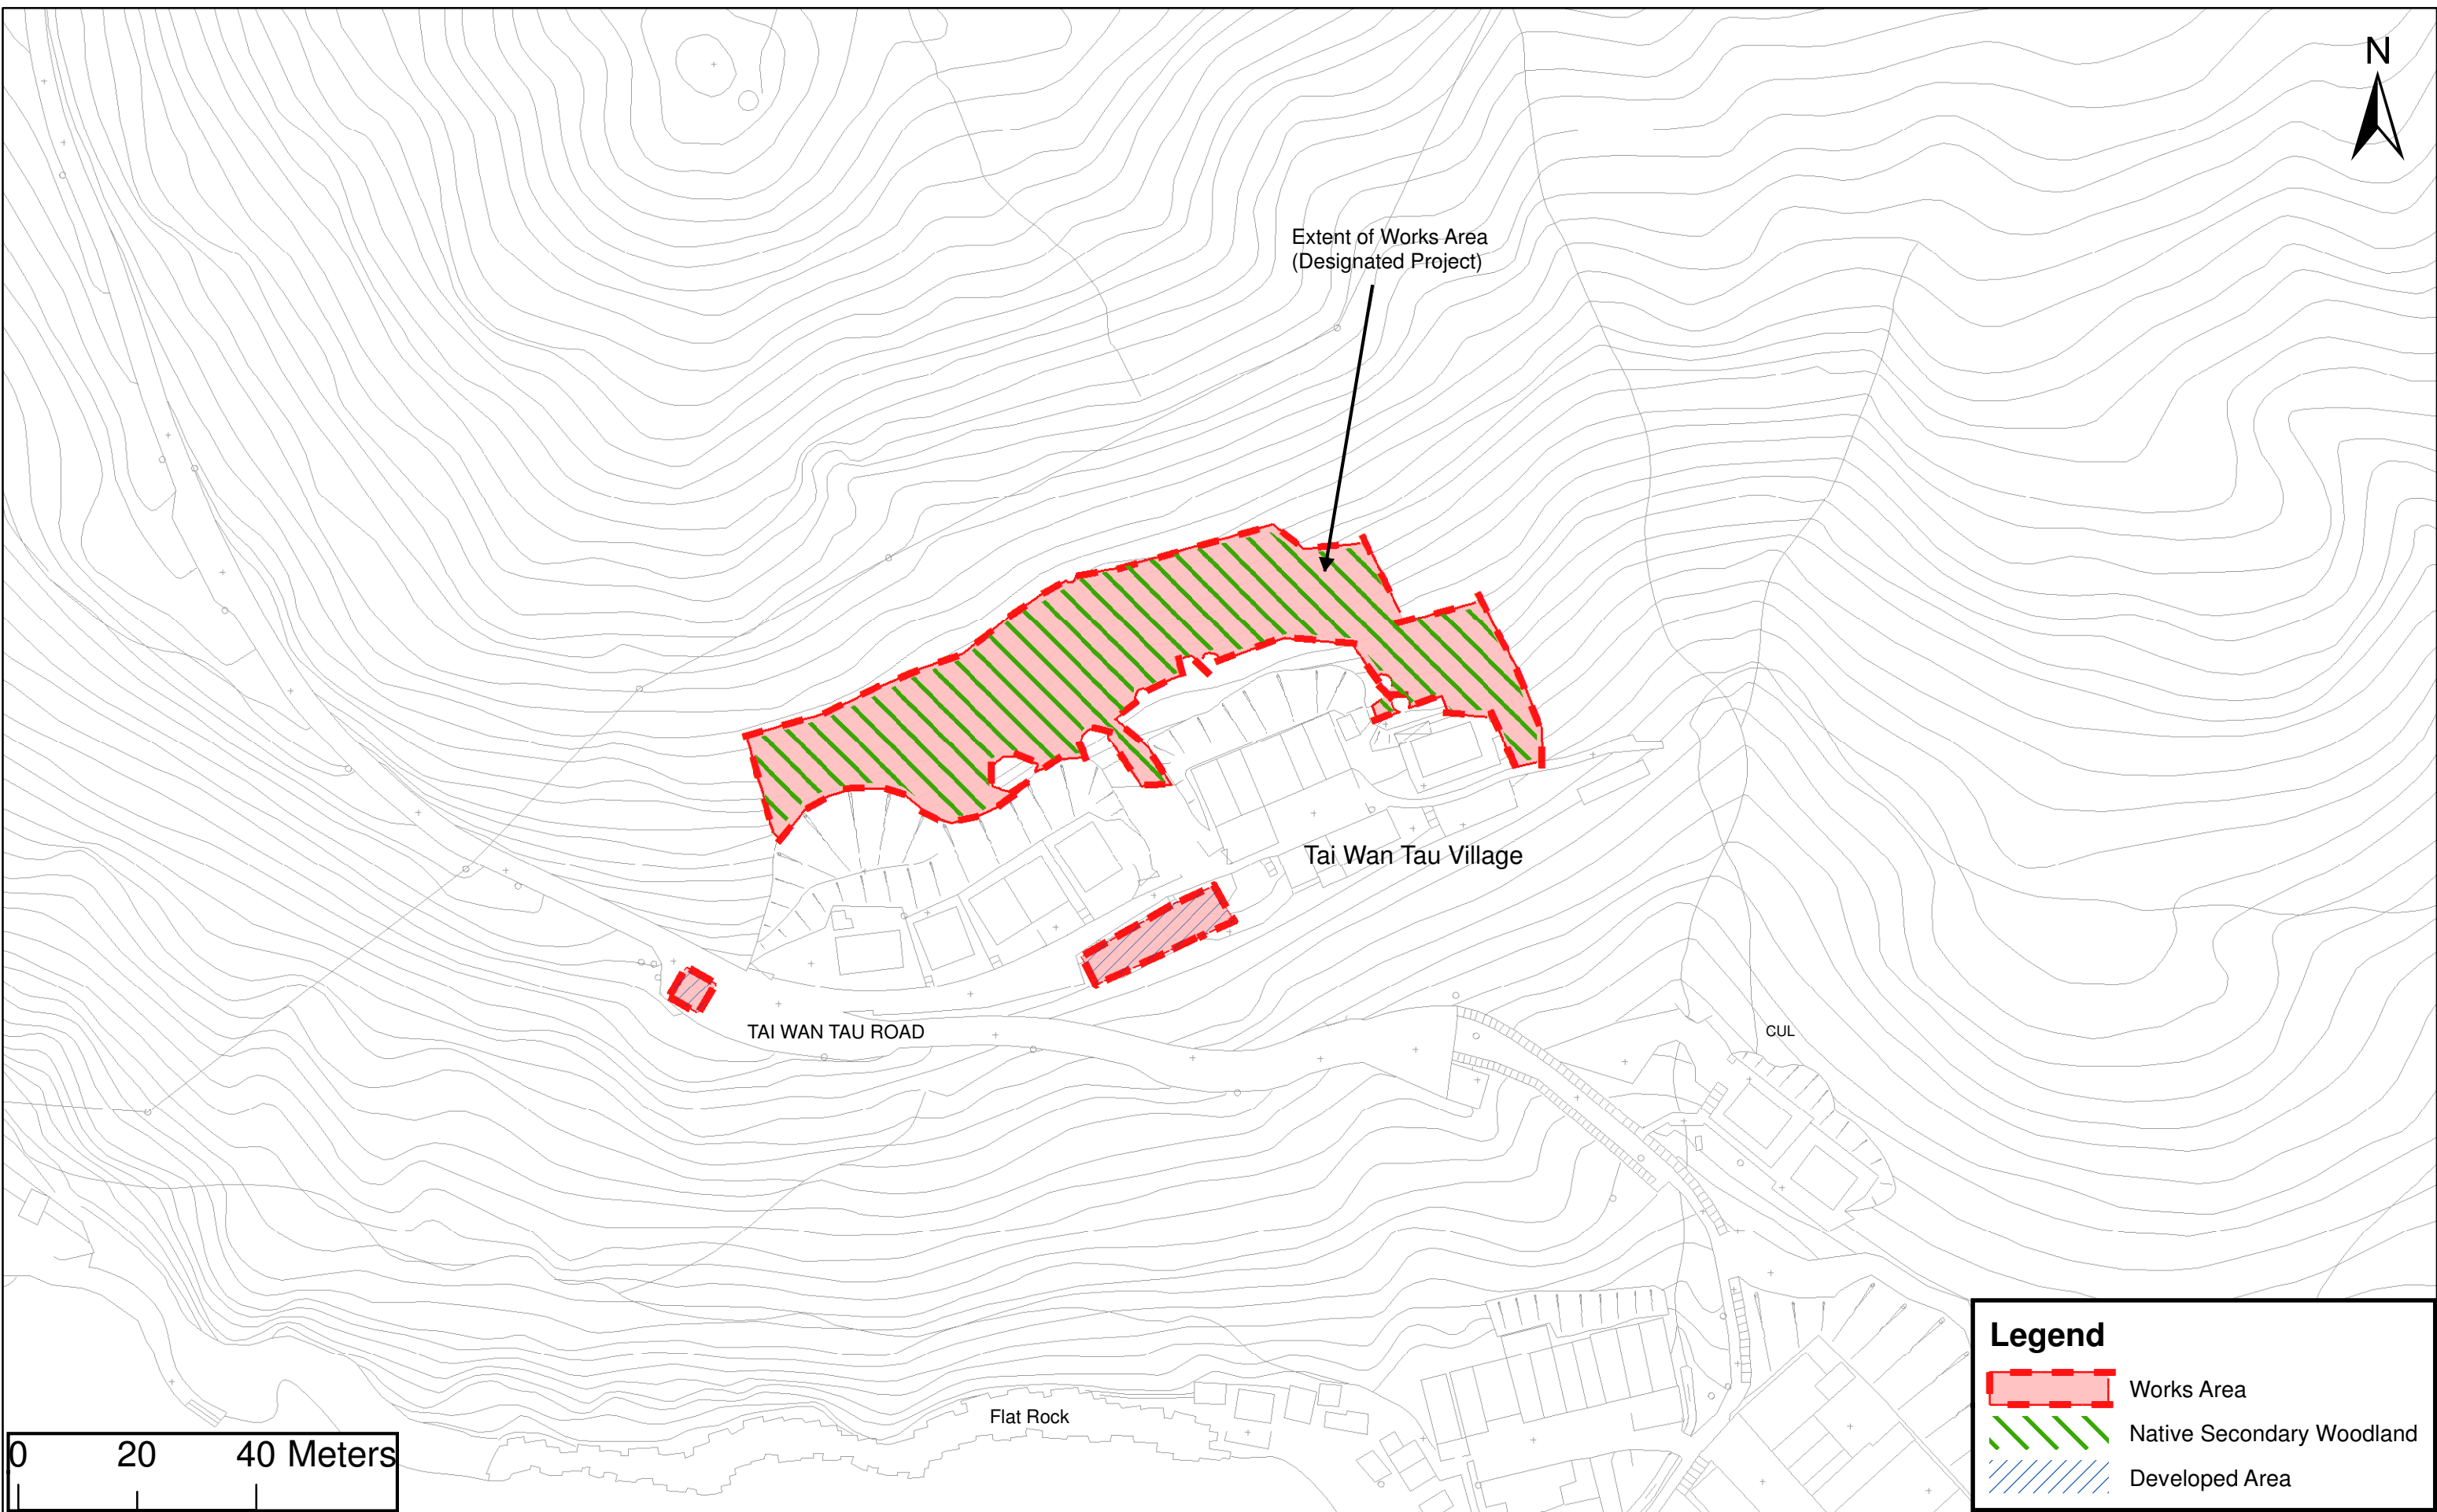 N
Extent of Works Area
(Designated Project)
Tai Wan Tau Village
TAI WAN TAU ROAD
CUL
Flat Rock
0 20 40 Meters
Legend
Works Area
Native Secondary Woodland
Developed Area